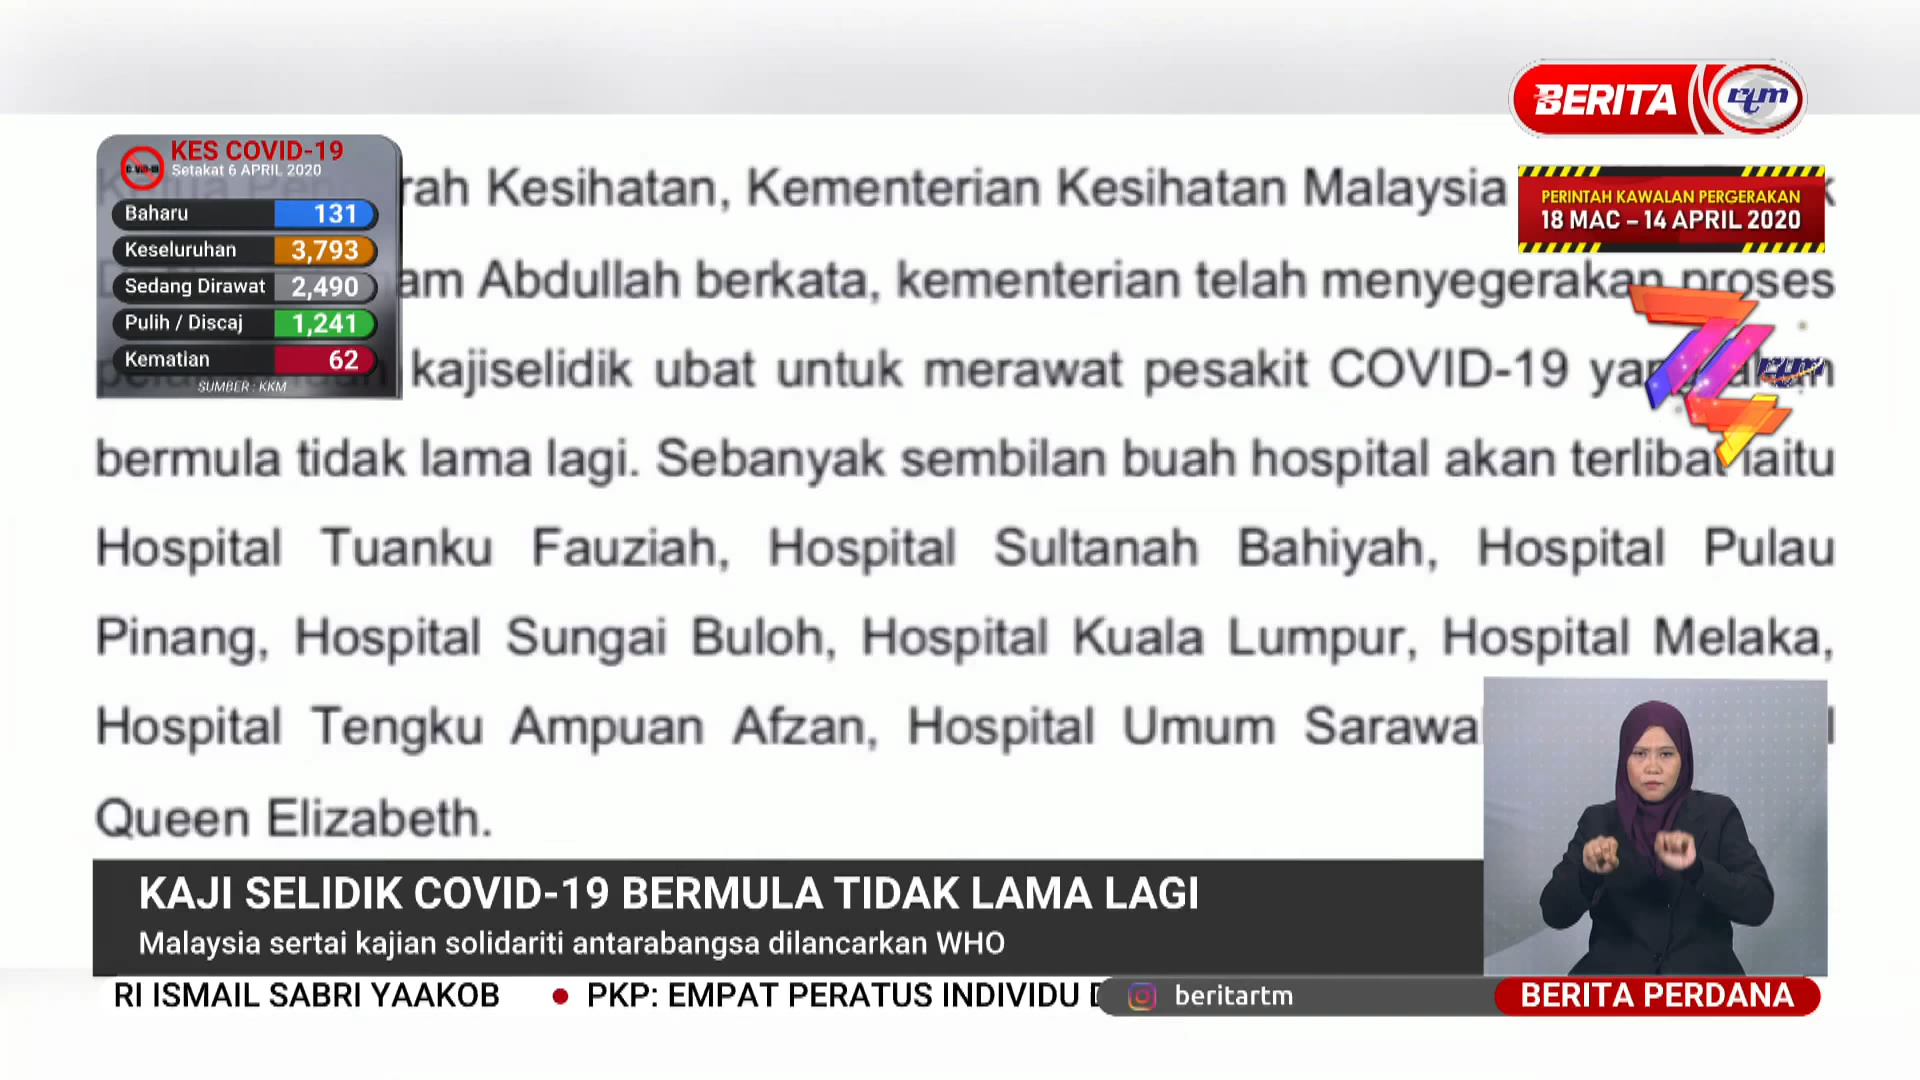 BERITA rtm
KES COVID-19
Setakat 6 APRIL 2020
Baharu 131
Keseluruhan 3,793
Sedang Dirawat 2,490
Pulih / Discaj 1,241
Kematian 62
SUMBER : KKM
PERINTAH KAWALAN PERGERAKAN
18 MAC – 14 APRIL 2020
rtm
rah Kesihatan, Kementerian Kesihatan Malaysia
am Abdullah berkata, kementerian telah menyegerakan proses
kajiselidik ubat untuk merawat pesakit COVID-19
bermula tidak lama lagi. Sebanyak sembilan buah hospital akan terlibat iaitu
Hospital Tuanku Fauziah, Hospital Sultanah Bahiyah, Hospital Pulau
Pinang, Hospital Sungai Buloh, Hospital Kuala Lumpur, Hospital Melaka,
Hospital Tengku Ampuan Afzan, Hospital Umum Sarawa
Queen Elizabeth.
KAJI SELIDIK COVID-19 BERMULA TIDAK LAMA LAGI
Malaysia sertai kajian solidariti antarabangsa dilancarkan WHO
RI ISMAIL SABRI YAAKOB • PKP: EMPAT PERATUS INDIVIDU
beritartm
BERITA PERDANA